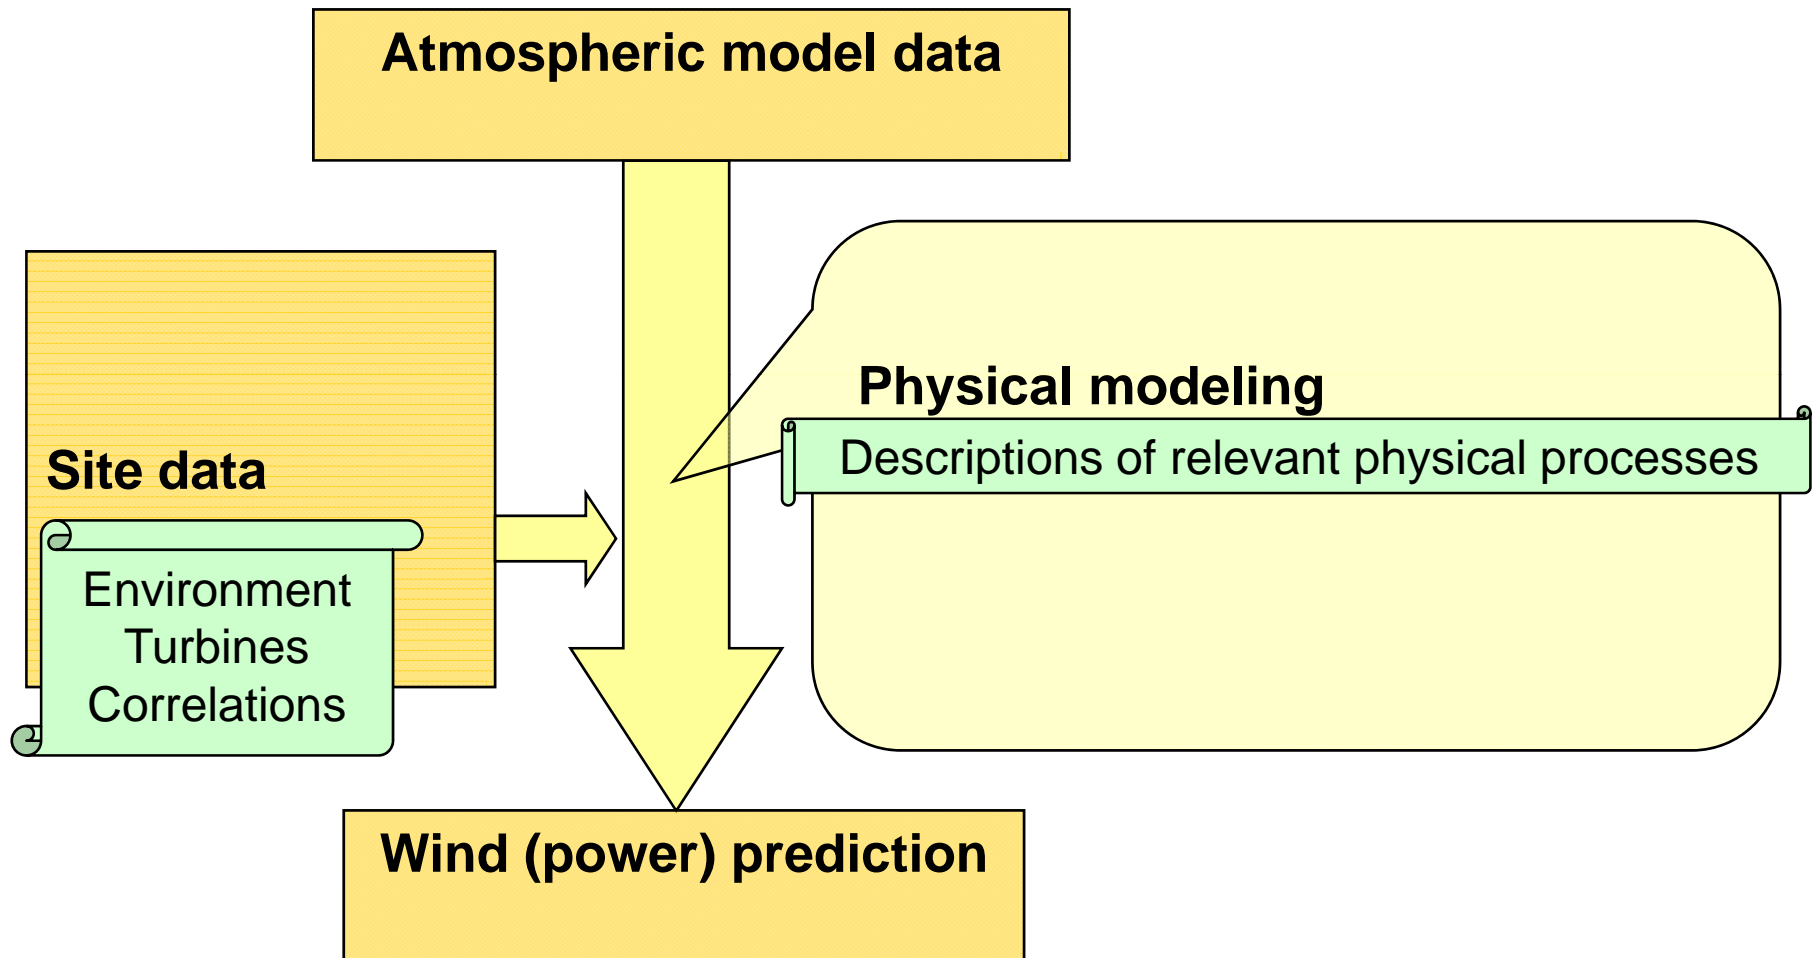 Atmospheric model data
Physical modeling
Descriptions of relevant physical processes
Site data
Environment
Turbines
Correlations
Wind (power) prediction